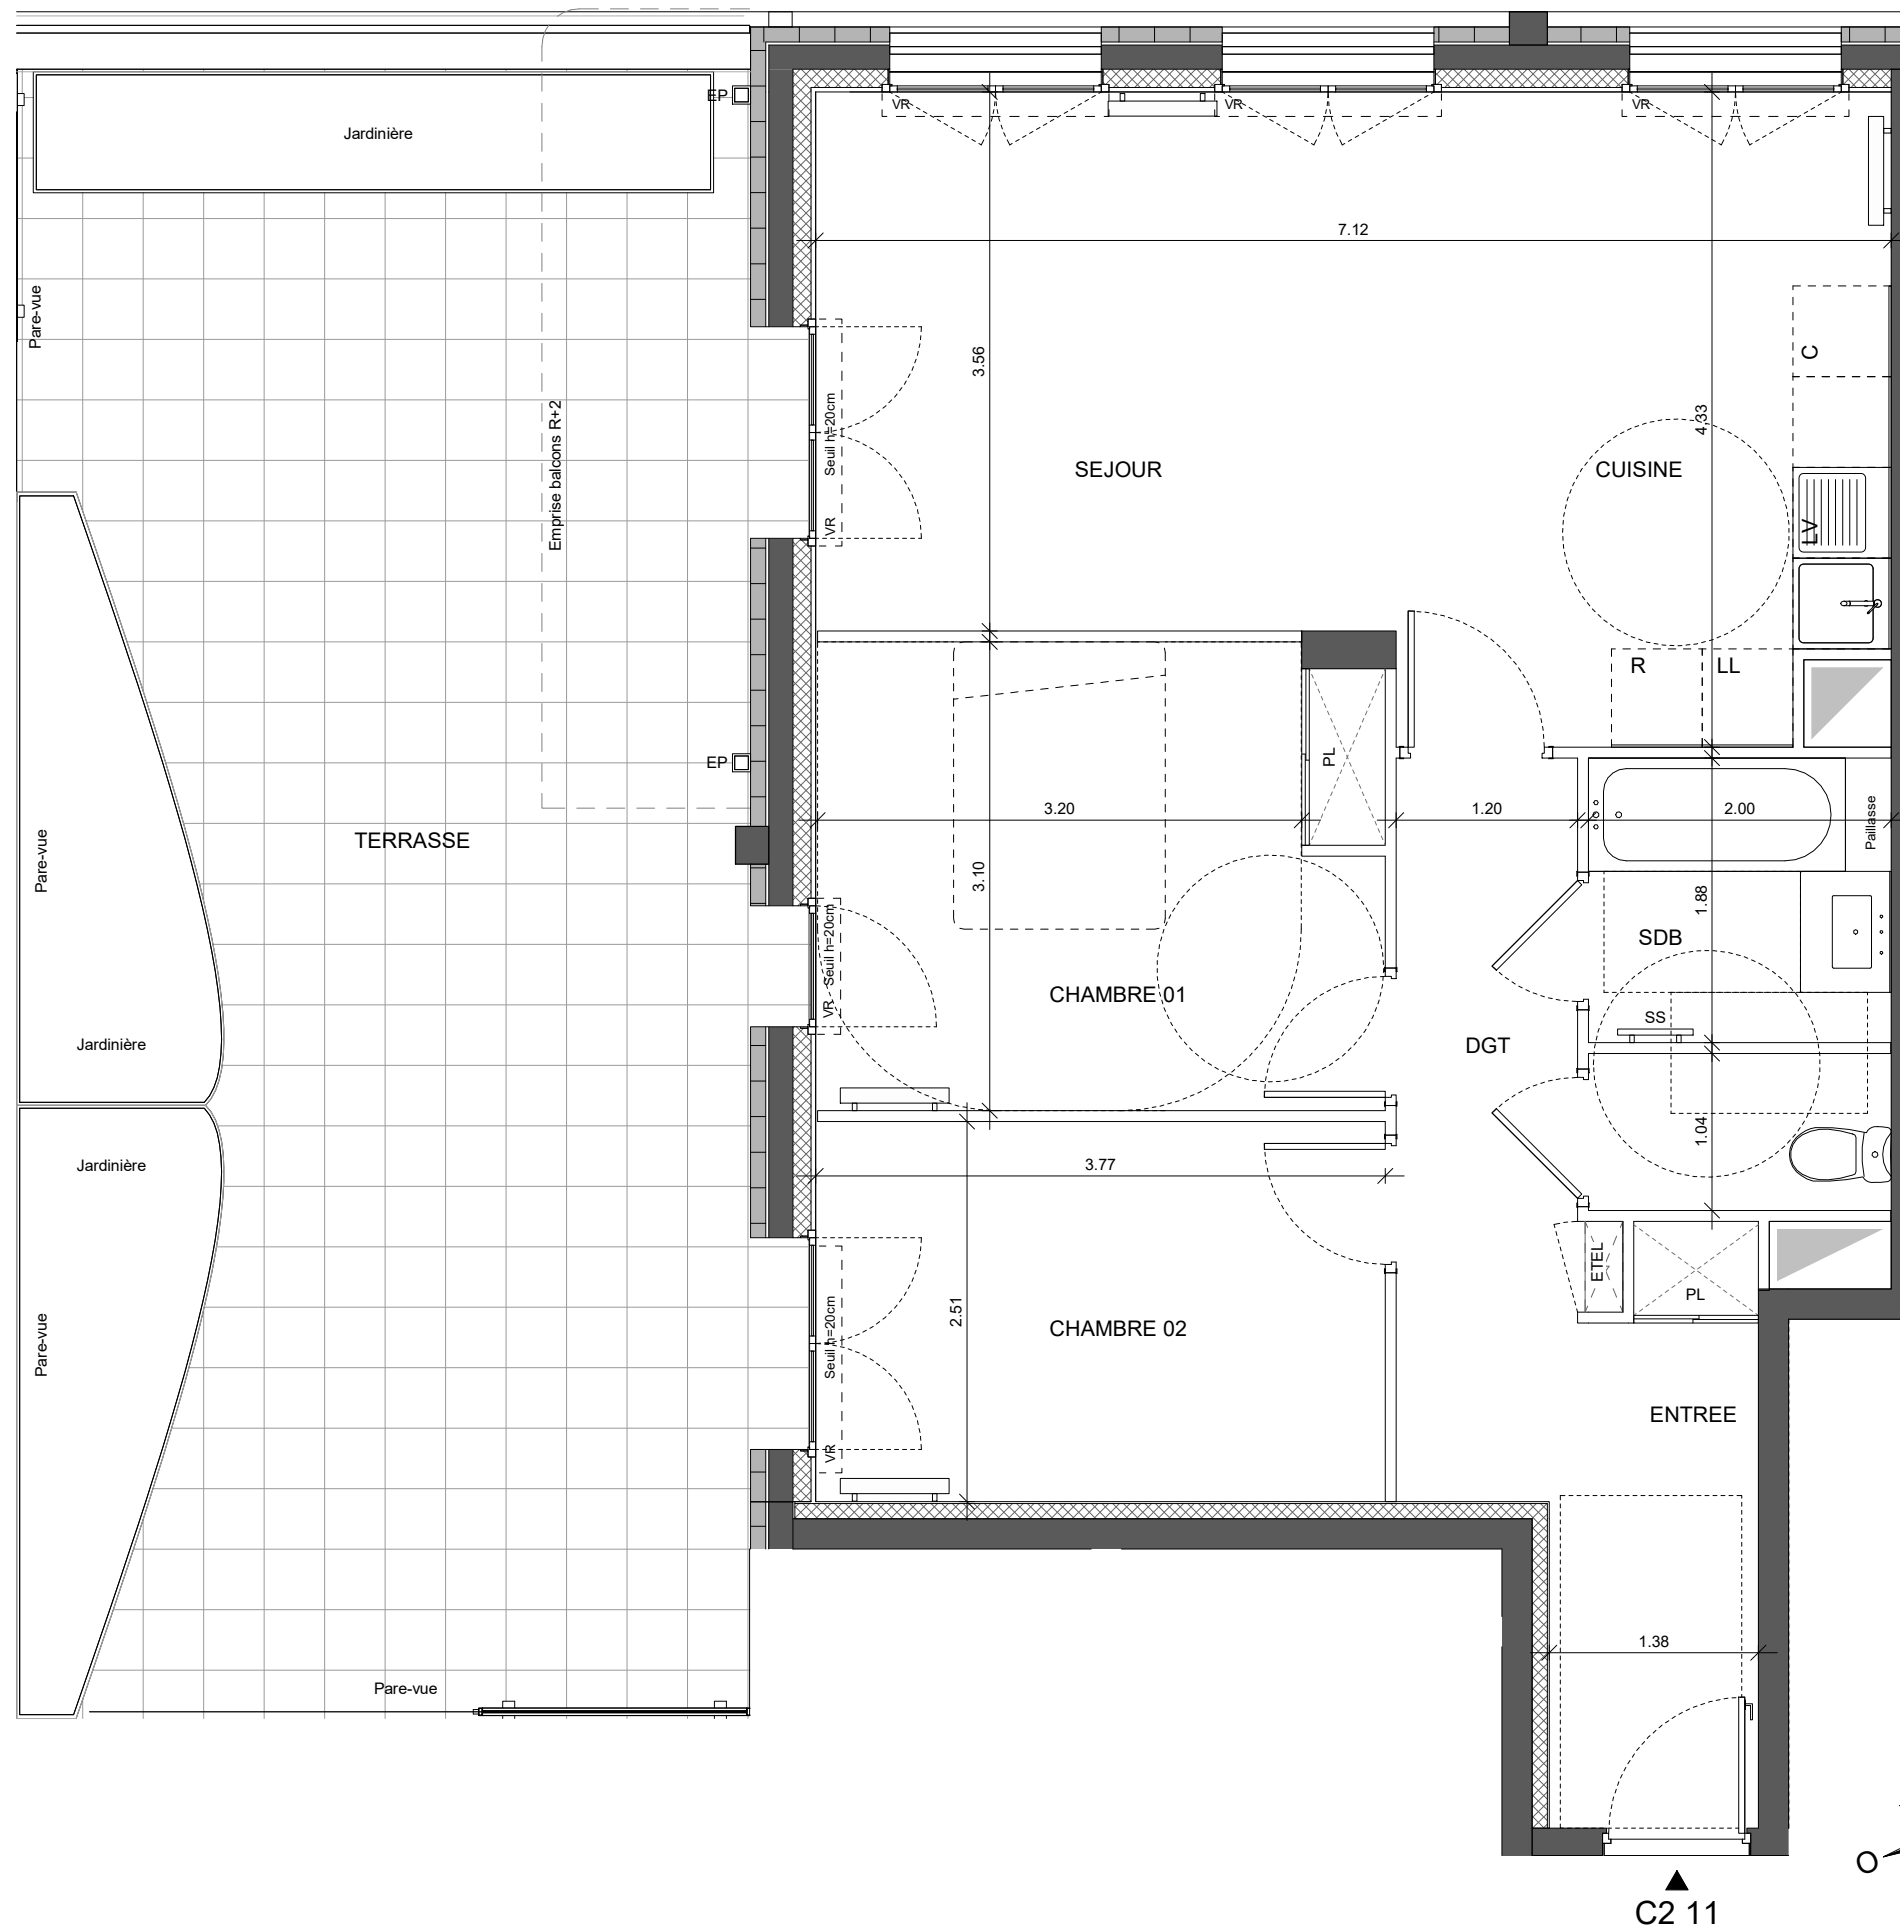 EP
VR
VR
VR
Jardinière
7.12
Pare-vue
3.56
C
Seuil h=20cm
4,33
Emprise balcons R+2
SEJOUR
CUISINE
VR
LV
R
LL
EP
PL
3.20
1.20
2.00
Paillasse
TERRASSE
Pare-vue
3.10
1.88
VR
Seuil h=20cm
SDB
CHAMBRE 01
SS
Jardinière
DGT
1.04
Jardinière
3.77
ETEL
PL
2.51
Seuil h=20cm
CHAMBRE 02
Pare-vue
VR
ENTREE
1.38
Pare-vue
O
C2 11